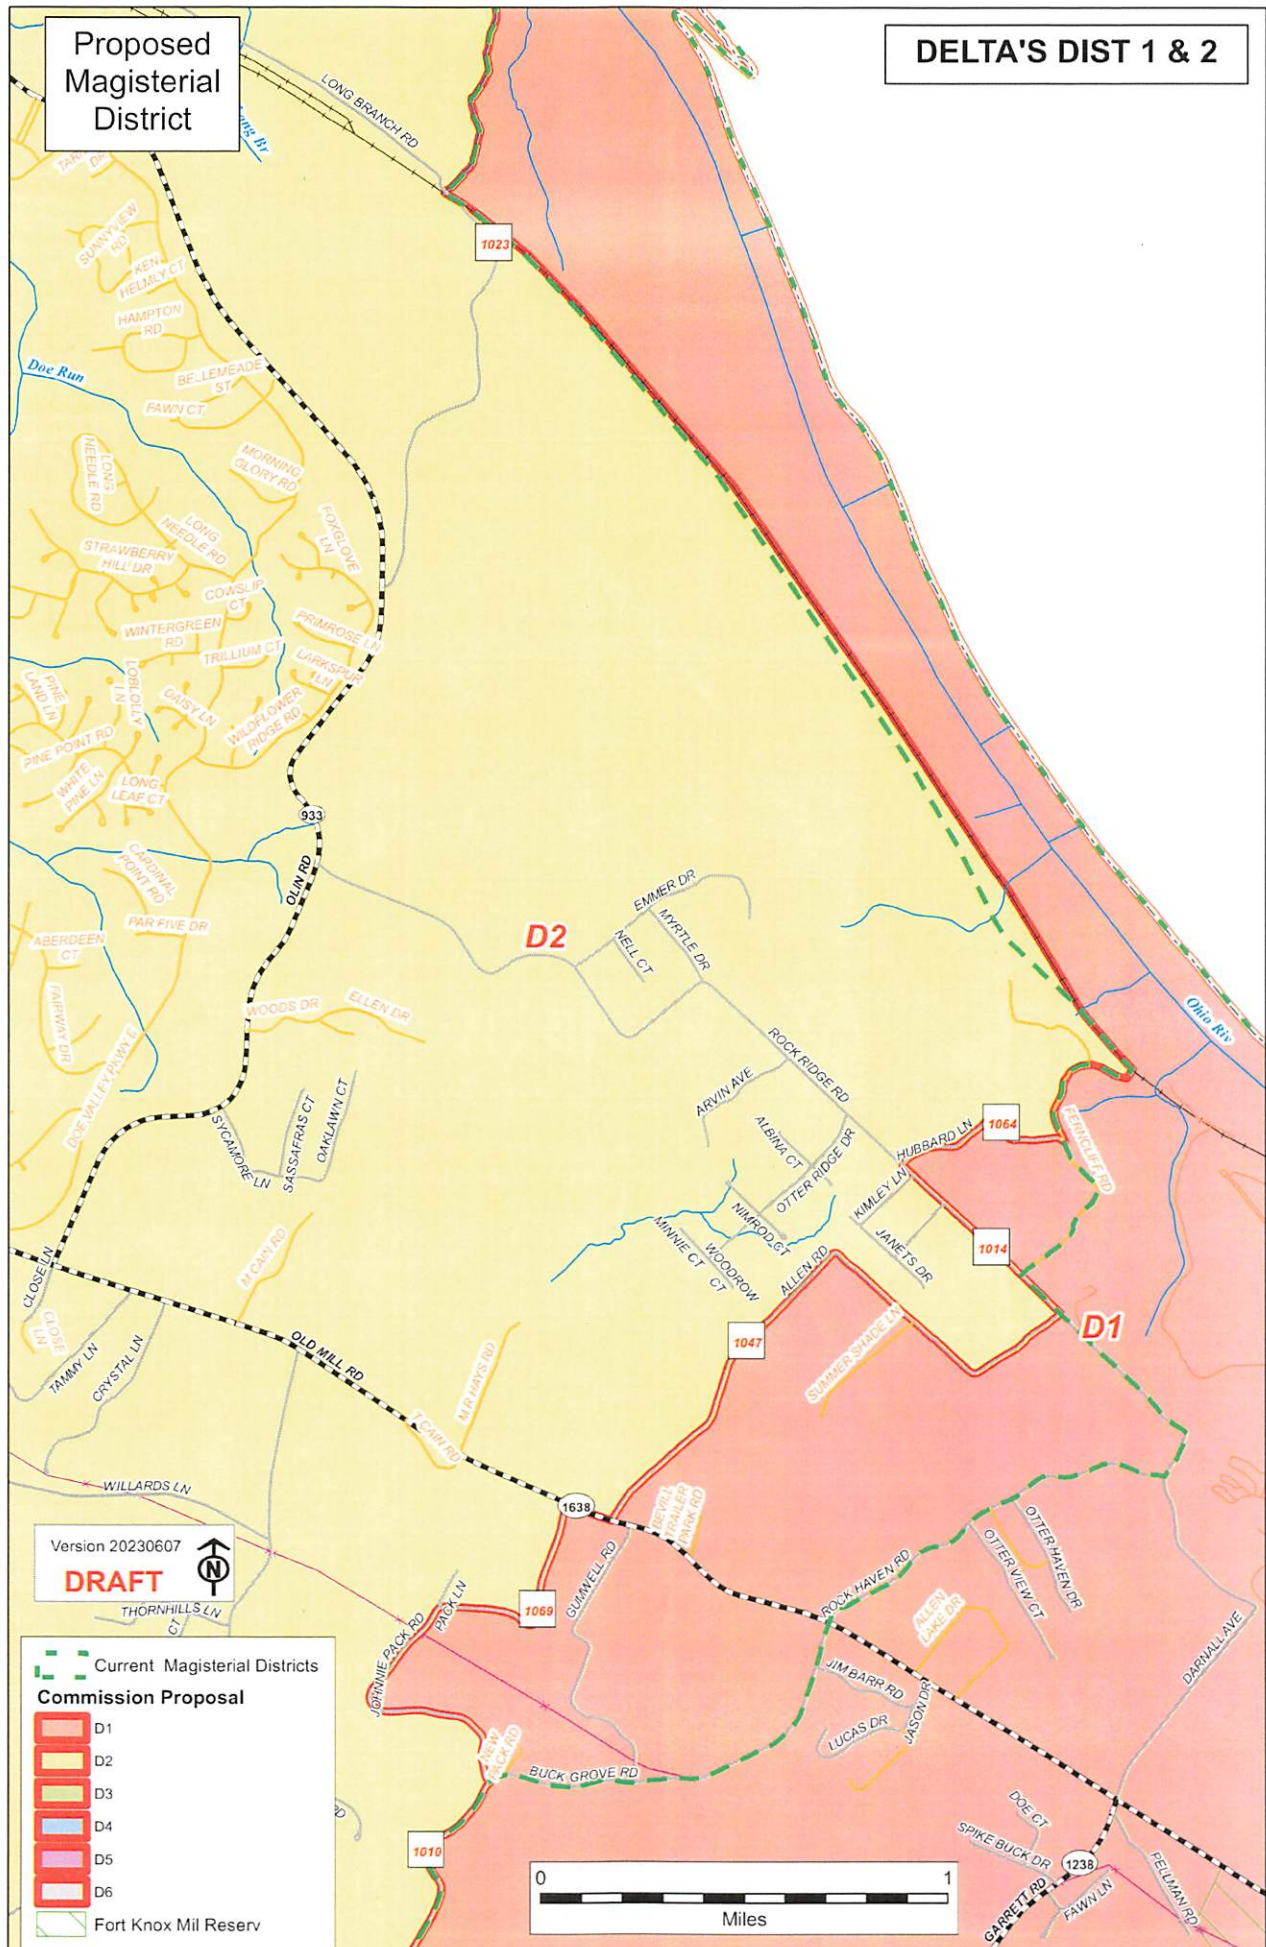 Proposed
Magisterial
District
DELTA'S DIST 1 & 2
LONG BRANCH RD
1023
SUNNYVIEW
RD
KEN
HELMLY CT
HAMPTON
RD
Doe Run
BELLEMEADE
ST
FAWN CT
MORNING
GLORY RD
LONG
NEEDLE RD
LONG
NEEDLE RD
FOXGLOVE
LN
STRAWBERRY
HILL DR
COWSLIP
CT
WINTERGREEN
RD
PRIMROSE LN
TRILLIUM CT
LARKSPUR
LN
PINE
LAND LN
LOBLOLLY
LN
DAISY LN
WILDFLOWER
RIDGE RD
PINE POINT RD
WHITE
PINE LN
LONG
LEAF CT
933
CARDINAL
POINT RD
OLIN RD
PAR FIVE DR
ABERDEEN
CT
FAIRWAY DR
WOODS DR
ELLEN DR
D2
EMMER DR
MYRTLE DR
NELL CT
Ohio Riv
ROCK RIDGE RD
ARVIN AVE
ALBINA CT
OTTER RIDGE DR
HUBBARD LN
1064
FERNCLIFF RD
DOE VALLEY PKWY E
SYCAMORE LN
SASSAFRAS CT
OAKLAWN CT
KIMLEY LN
NIMROD CT
MINNIE CT
WOODROW
CT
JANETS DR
1014
ALLEN RD
M CAIN RD
CLOSE LN
CLOSE
LN
1047
D1
SUMMER SHADE LN
OLD MILL RD
TAMMY LN
CRYSTAL LN
M R HAYS RD
T CAIN RD
WILLARDS LN
1638
BEVILL
TRAILER
PARK RD
OTTER HAVEN DR
OTTER VIEW CT
ROCK HAVEN RD
GUMWELL RD
Version 20230607
DRAFT
N
THORNHILLS LN
CT
PACK LN
1069
JOHNNIE PACK RD
ALLEN
LAKE DR
DARNALL AVE
JIM BARR RD
JASON DR
LUCAS DR
NEW
PACK RD
BUCK GROVE RD
Current Magisterial Districts
Commission Proposal
D1
D2
D3
D4
D5
D6
Fort Knox Mil Reserv
RD
1010
DOE CT
SPIKE BUCK DR
1238
GARRETT RD
FAWN LN
PELLMAN RD
0
1
Miles